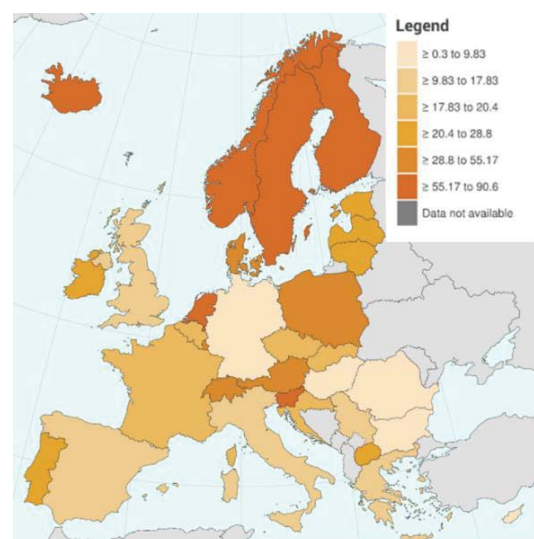 Legend
≥ 0.3 to 9.83
≥ 9.83 to 17.83
≥ 17.83 to 20.4
≥ 20.4 to 28.8
≥ 28.8 to 55.17
≥ 55.17 to 90.6
Data not available